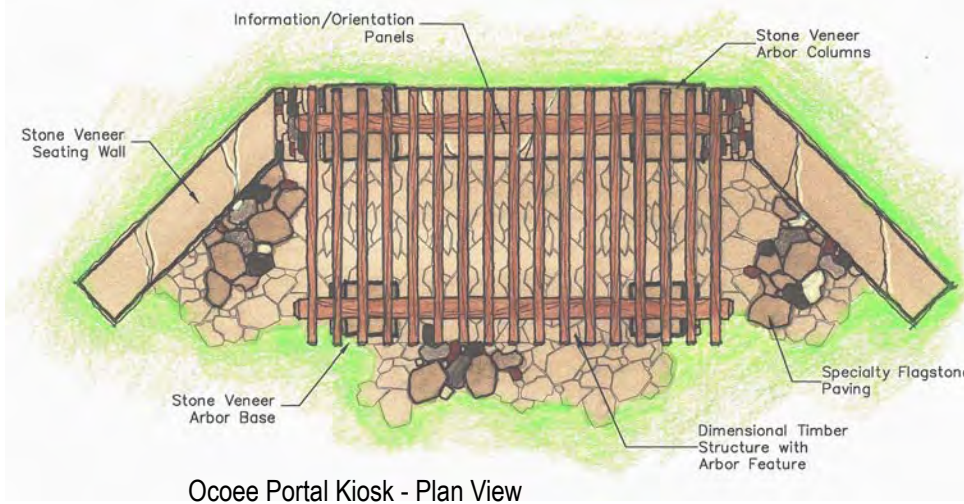 Information/Orientation
Panels
Stone Veneer
Arbor Columns
Stone Veneer
Seating Wall
Specialty Flagstone
Paving
Stone Veneer
Arbor Base
Dimensional Timber
Structure with
Arbor Feature
Ocoee Portal Kiosk - Plan View